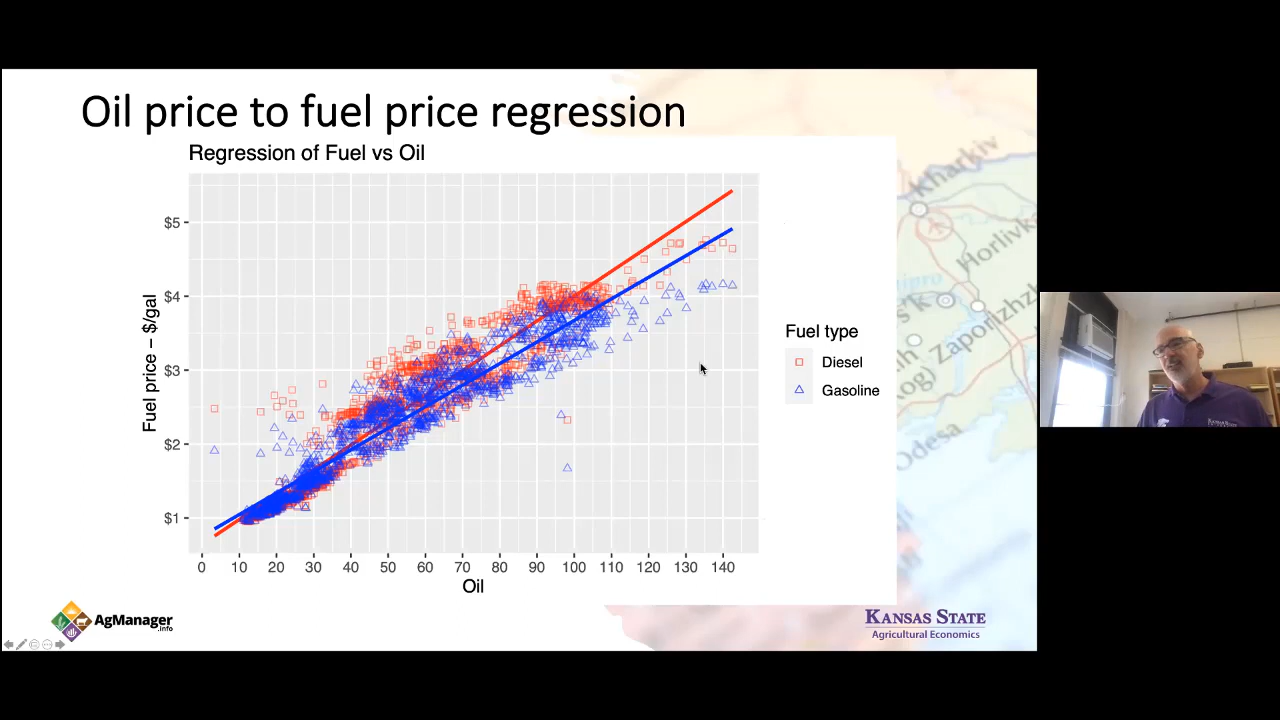 Oil price to fuel price regression
Regression of Fuel vs Oil
Fuel price – $/gal
$5
$4
$3
$2
$1
0 10 20 30 40 50 60 70 80 90 100 110 120 130 140
Oil
Fuel type
Diesel
Gasoline
Kharkiv
Horlivka
Zaporizhzh
Odesa
AgManager
.info
KANSAS STATE
Agricultural Economics